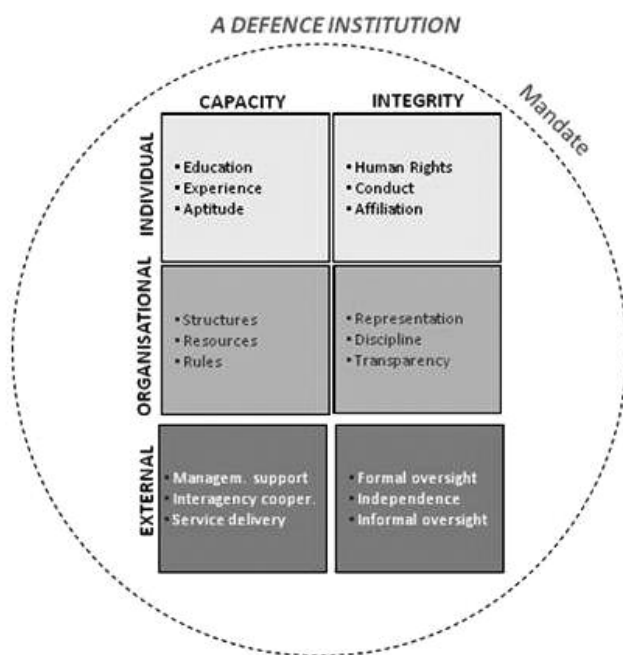 A DEFENCE INSTITUTION
Mandate
CAPACITY
INTEGRITY
INDIVIDUAL
• Education
• Experience
• Aptitude
• Human Rights
• Conduct
• Affiliation
ORGANISATIONAL
• Structures
• Resources
• Rules
• Representation
• Discipline
• Transparency
EXTERNAL
• Managem. support
• Interagency cooper.
• Service delivery
• Formal oversight
• Independence
• Informal oversight